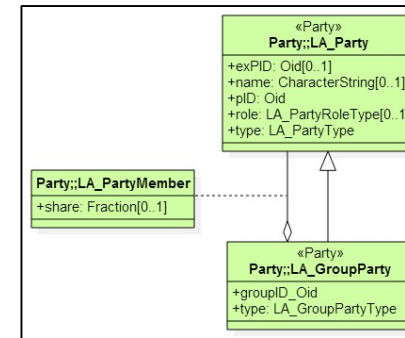 «Party»
Party;;LA_Party
+exPID: Oid[0..1]
+name: CharacterString[0..1]
+pID: Oid
+role: LA_PartyRoleType[0..1
+type: LA_PartyType
Party;;LA_PartyMember
+share: Fraction[0..1]
«Party»
Party;;LA_GroupParty
+groupID_Oid
+type: LA_GroupPartyType